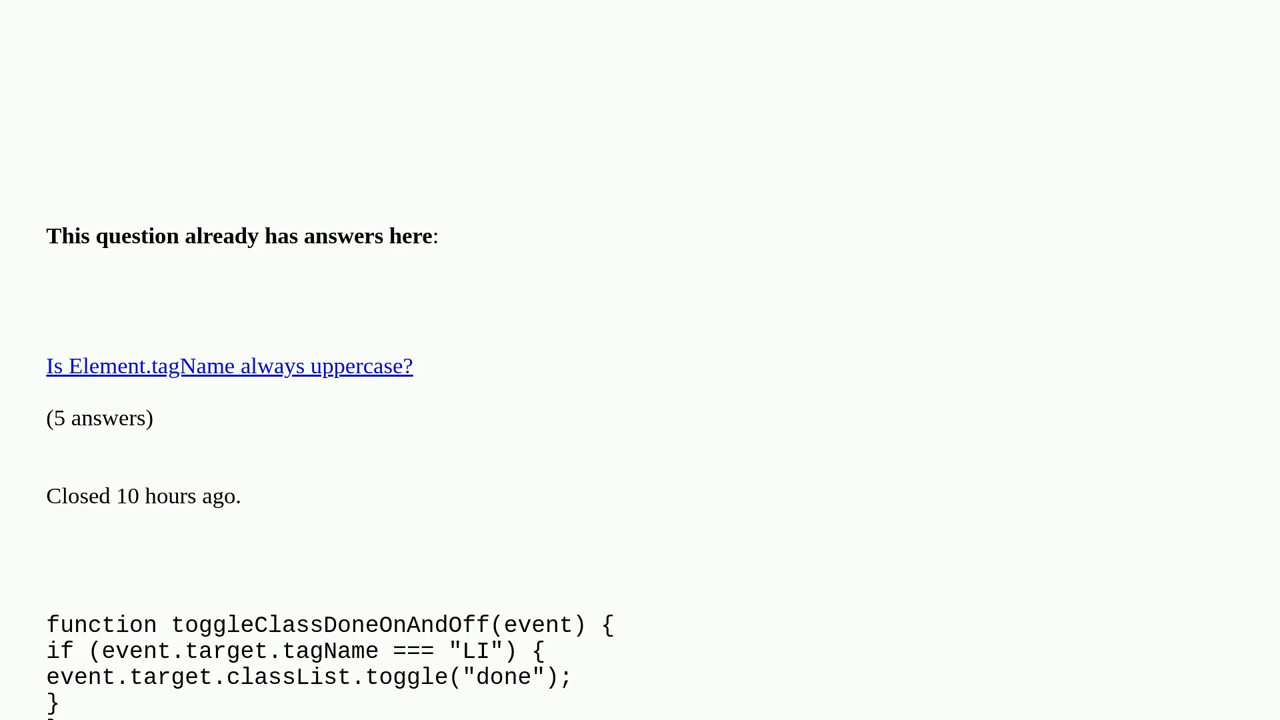 This question already has answers here:
Is Element.tagName always uppercase?
(5 answers)
Closed 10 hours ago.
function toggleClassDoneOnAndOff(event) {
if (event.target.tagName === "LI") {
event.target.classList.toggle("done");
}